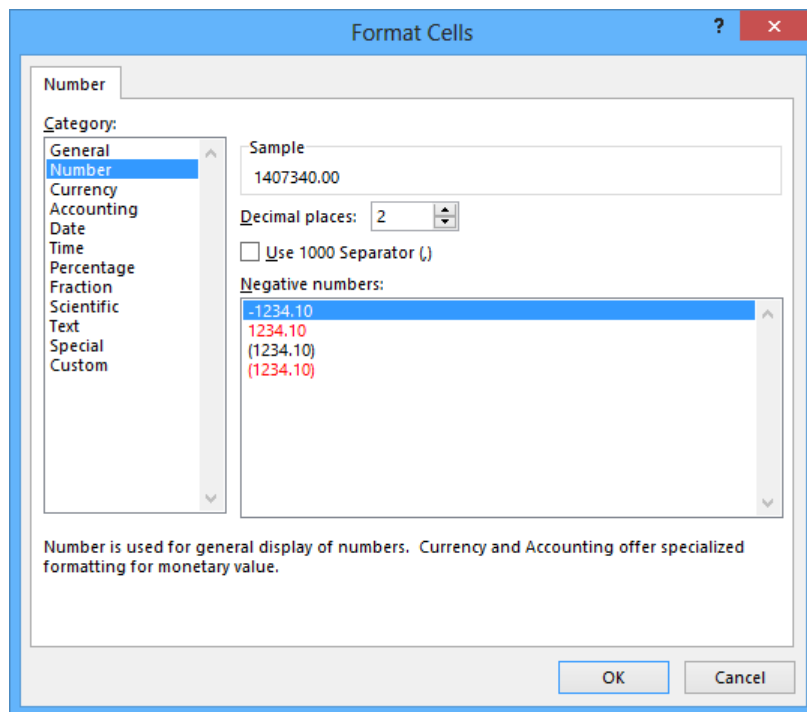 Format Cells
?
Number
Category:
General
Number
Currency
Accounting
Date
Time
Percentage
Fraction
Scientific
Text
Special
Custom
Sample
1407340.00
Decimal places: 2
Use 1000 Separator (,)
Negative numbers:
-1234.10
1234.10
(1234.10)
(1234.10)
Number is used for general display of numbers.  Currency and Accounting offer specialized
formatting for monetary value.
OK Cancel